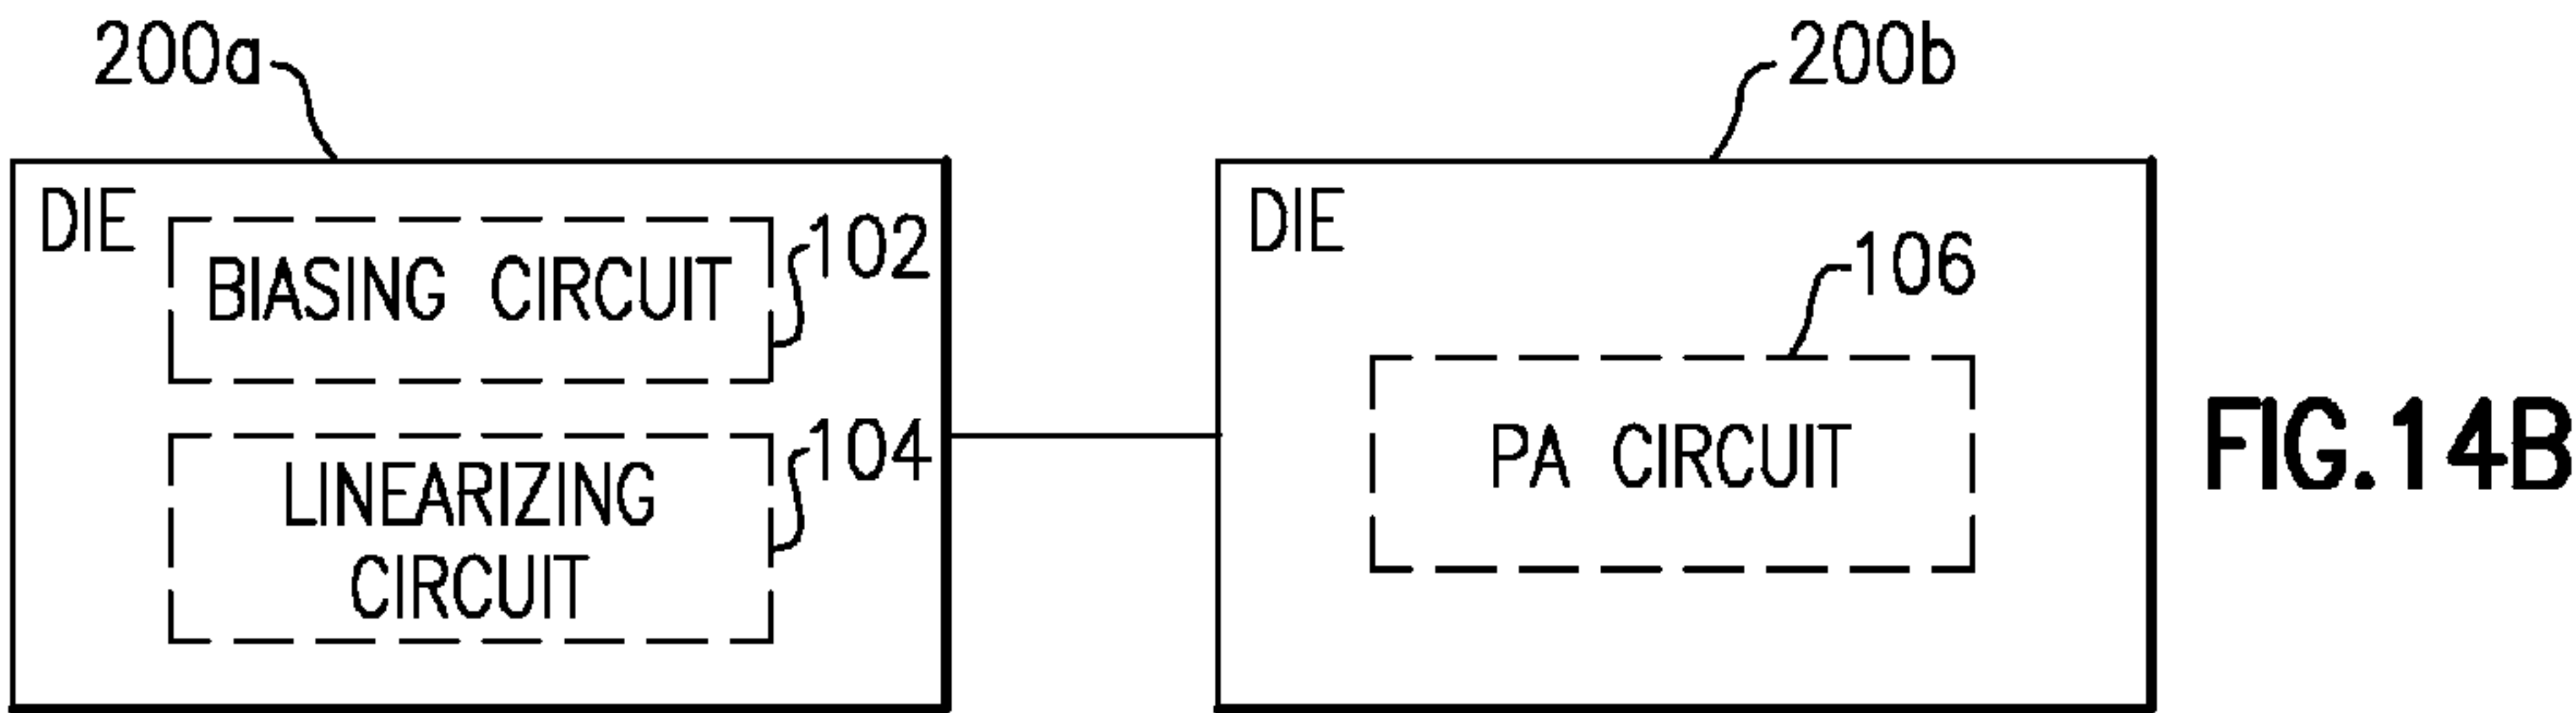 200a
200b
DIE
BIASING CIRCUIT
102
LINEARIZING
CIRCUIT
104
DIE
106
PA CIRCUIT
FIG.14B